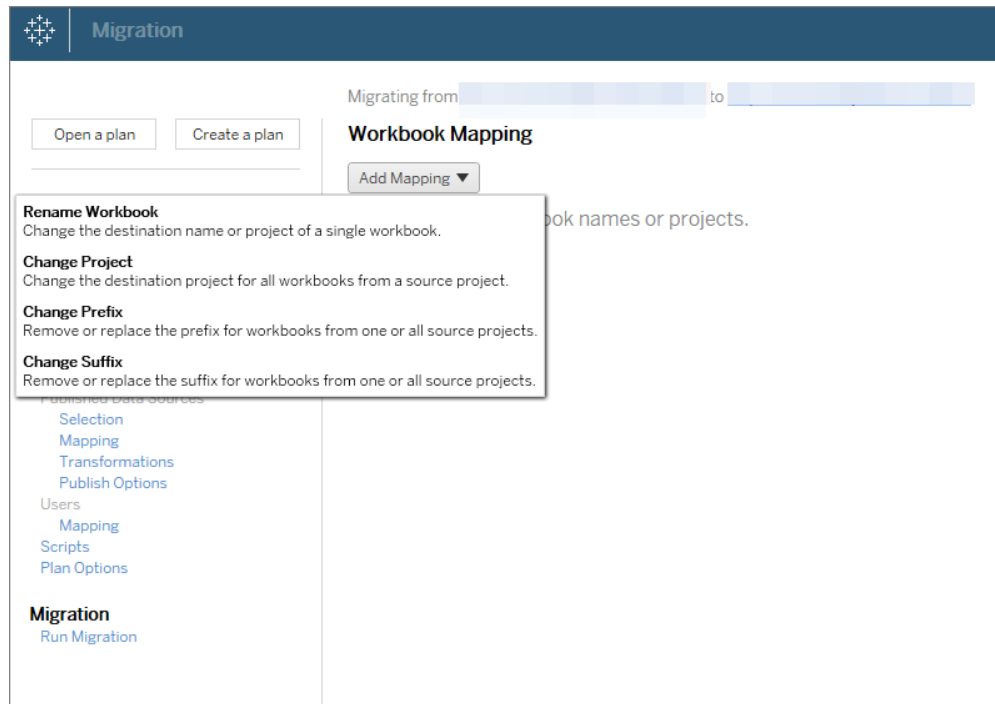 Migration
Migrating from to
Open a plan Create a plan
Workbook Mapping
Add Mapping ▼
names or projects.
Rename Workbook
Change the destination name or project of a single workbook.
Change Project
Change the destination project for all workbooks from a source project.
Change Prefix
Remove or replace the prefix for workbooks from one or all source projects.
Change Suffix
Remove or replace the suffix for workbooks from one or all source projects.
Published Data Sources
Selection
Mapping
Transformations
Publish Options
Users
Mapping
Scripts
Plan Options
Migration
Run Migration